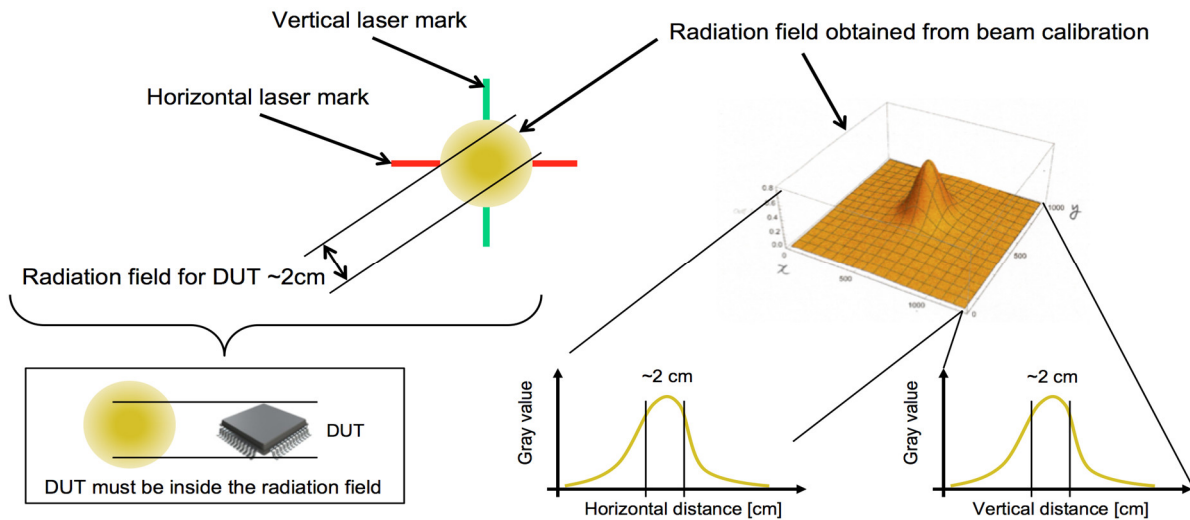 Vertical laser mark
Radiation field obtained from beam calibration
Horizontal laser mark
0.8
0.6
0.4
0.2
0.0
0
x
500
1000
0
500
1000
y
Radiation field for DUT ~2cm
DUT
DUT must be inside the radiation field
Gray value
~2 cm
Horizontal distance [cm]
Gray value
~2 cm
Vertical distance [cm]